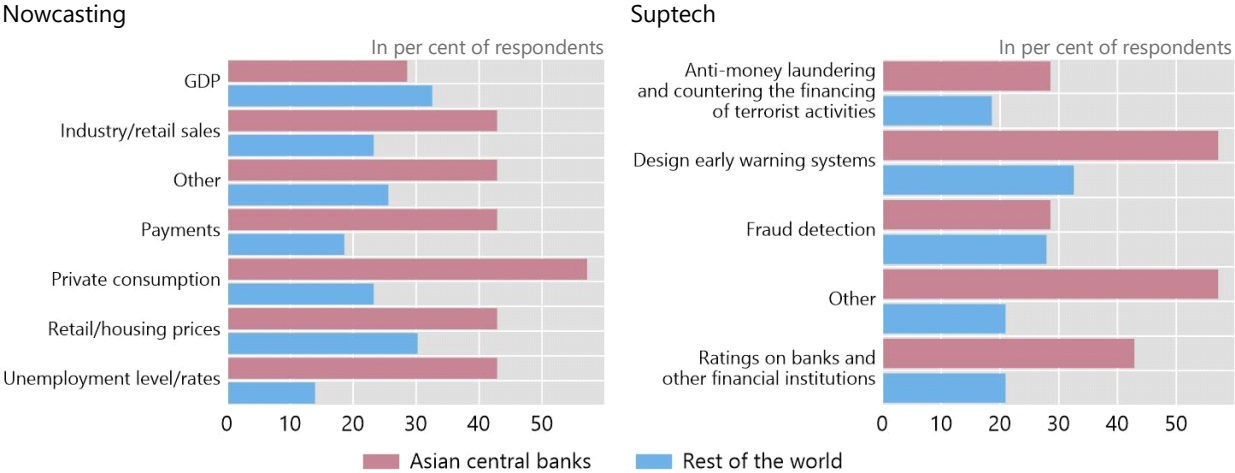 Nowcasting
In per cent of respondents
GDP
Industry/retail sales
Other
Payments
Private consumption
Retail/housing prices
Unemployment level/rates
0 10 20 30 40 50
Suptech
In per cent of respondents
Anti-money laundering
and countering the financing
of terrorist activities
Design early warning systems
Fraud detection
Other
Ratings on banks and
other financial institutions
0 10 20 30 40 50
Asian central banks
Rest of the world